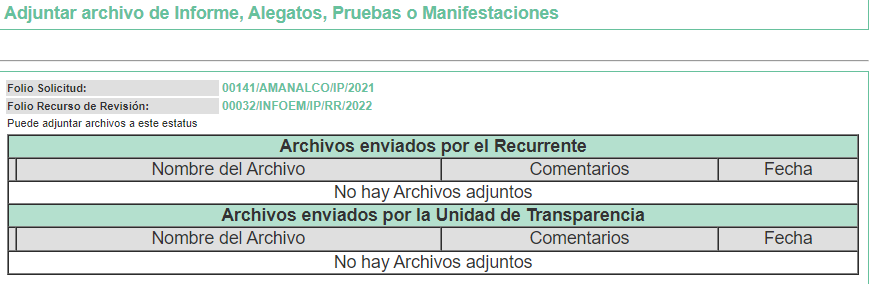 Adjuntar archivo de Informe, Alegatos, Pruebas o Manifestaciones
Folio Solicitud: 00141/AMANALCO/IP/2021
Folio Recurso de Revisión: 00032/INFOEM/IP/RR/2022
Puede adjuntar archivos a este estatus
Archivos enviados por el Recurrente
Nombre del Archivo Comentarios Fecha
No hay Archivos adjuntos
Archivos enviados por la Unidad de Transparencia
Nombre del Archivo Comentarios Fecha
No hay Archivos adjuntos